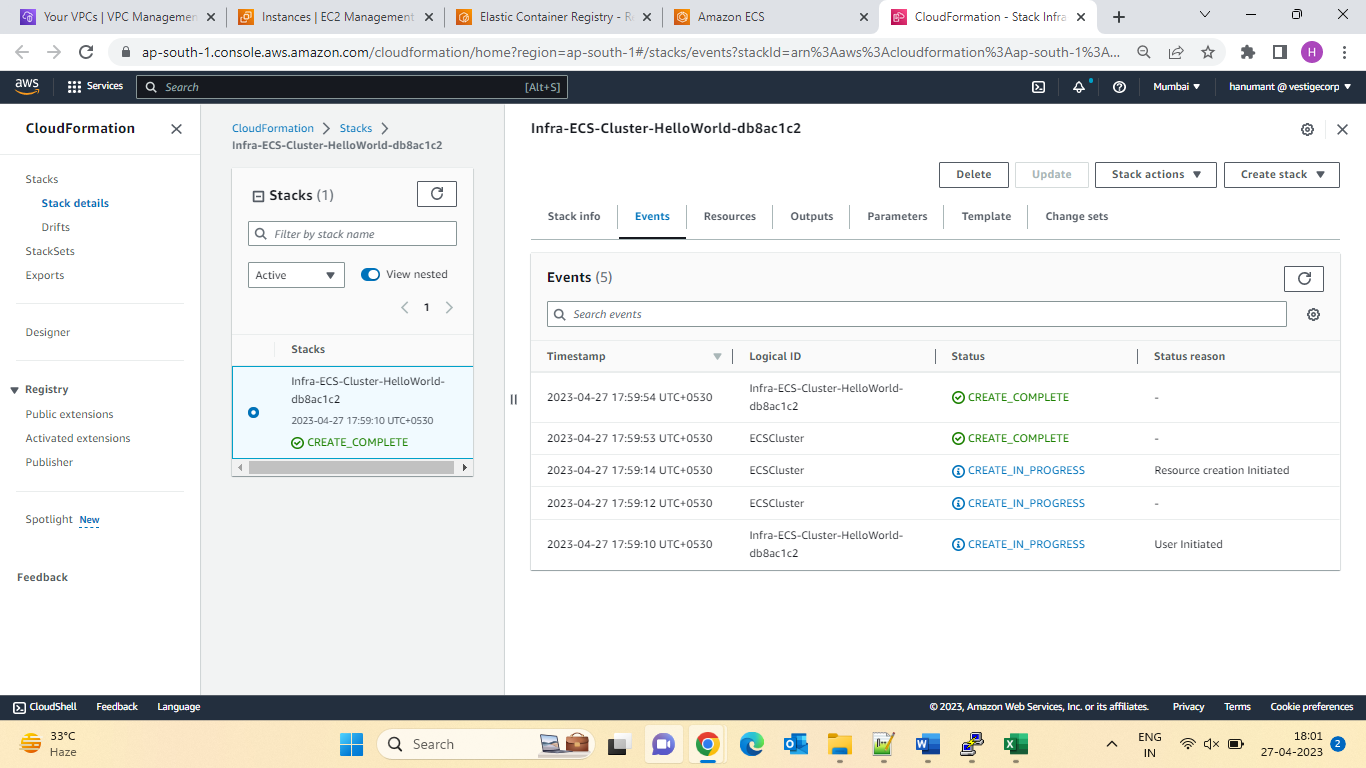 Your VPCs | VPC Managemen
Instances | EC2 Management
Elastic Container Registry - R
Amazon ECS
CloudFormation - Stack Infra
ap-south-1.console.aws.amazon.com/cloudformation/home?region=ap-south-1#/stacks/events?stackId=arn%3Aaws%3Acloudformation%3Aap-south-1%3A...
H
aws
Services
Search
[Alt+S]
Mumbai
hanumant @ vestigecorp
CloudFormation
Stacks
Stack details
Drifts
StackSets
Exports
Designer
Registry
Public extensions
Activated extensions
Publisher
Spotlight New
Feedback
CloudFormation
Stacks
Infra-ECS-Cluster-HelloWorld-db8ac1c2
Stacks (1)
Filter by stack name
Active
View nested
1
Stacks
Infra-ECS-Cluster-HelloWorld-
db8ac1c2
2023-04-27 17:59:10 UTC+0530
CREATE_COMPLETE
Infra-ECS-Cluster-HelloWorld-db8ac1c2
Delete
Update
Stack actions
Create stack
Stack info
Events
Resources
Outputs
Parameters
Template
Change sets
Events (5)
Search events
Timestamp
Logical ID
Status
Status reason
2023-04-27 17:59:54 UTC+0530
Infra-ECS-Cluster-HelloWorld-
db8ac1c2
CREATE_COMPLETE
-
2023-04-27 17:59:53 UTC+0530
ECSCluster
CREATE_COMPLETE
-
2023-04-27 17:59:14 UTC+0530
ECSCluster
CREATE_IN_PROGRESS
Resource creation Initiated
2023-04-27 17:59:12 UTC+0530
ECSCluster
CREATE_IN_PROGRESS
-
2023-04-27 17:59:10 UTC+0530
Infra-ECS-Cluster-HelloWorld-
db8ac1c2
CREATE_IN_PROGRESS
User Initiated
CloudShell
Feedback
Language
© 2023, Amazon Web Services, Inc. or its affiliates.
Privacy
Terms
Cookie preferences
33°C
Haze
Search
ENG
IN
18:01
27-04-2023
2